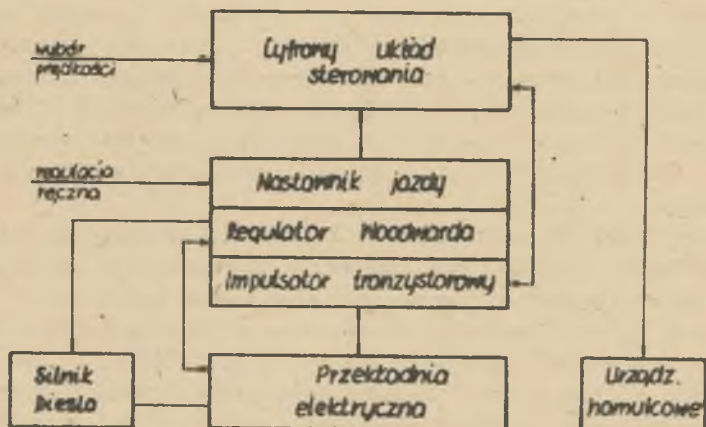 wybór
prędkości
Cyfrowy układ
sterowania
regulacja
ręczna
Nastawnik jazdy
Regulator Woodwarda
Impulsator tranzystorowy
Silnik
Diesla
Przekładnia
elektryczna
Urządz.
hamulcowe